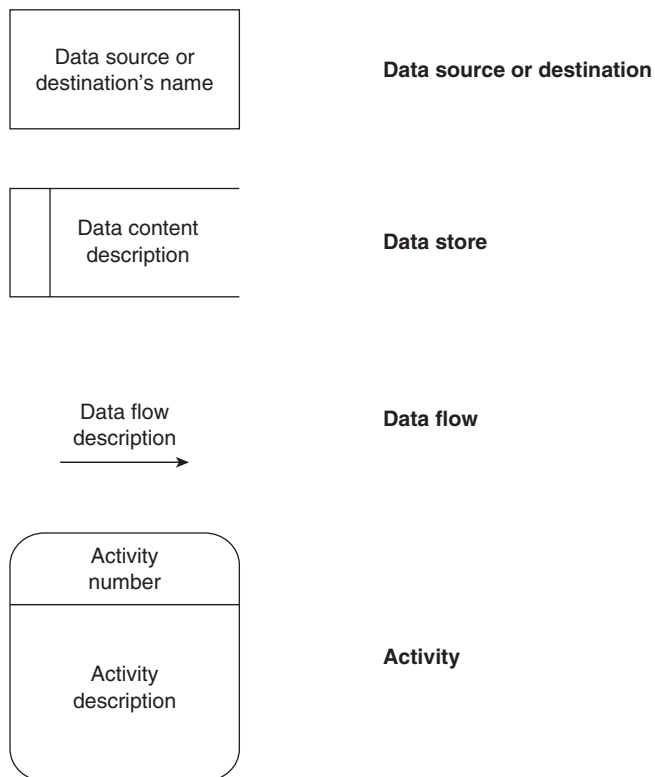 Data source or
destination's name
Data source or destination
Data content
description
Data store
Data flow
description
Data flow
Activity
number
Activity
description
Activity